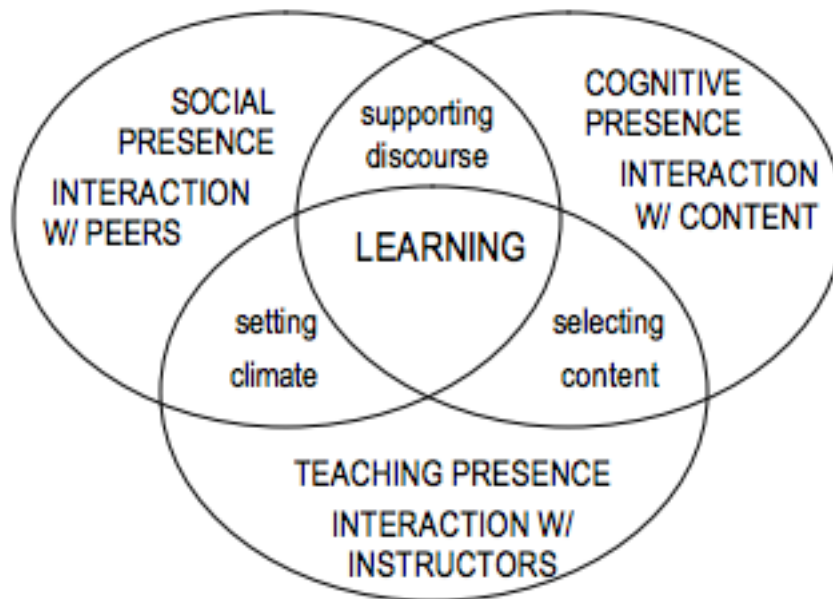 SOCIAL
PRESENCE
INTERACTION
W/ PEERS
supporting
discourse
COGNITIVE
PRESENCE
INTERACTION
W/ CONTENT
LEARNING
setting
climate
selecting
content
TEACHING PRESENCE
INTERACTION W/
INSTRUCTORS